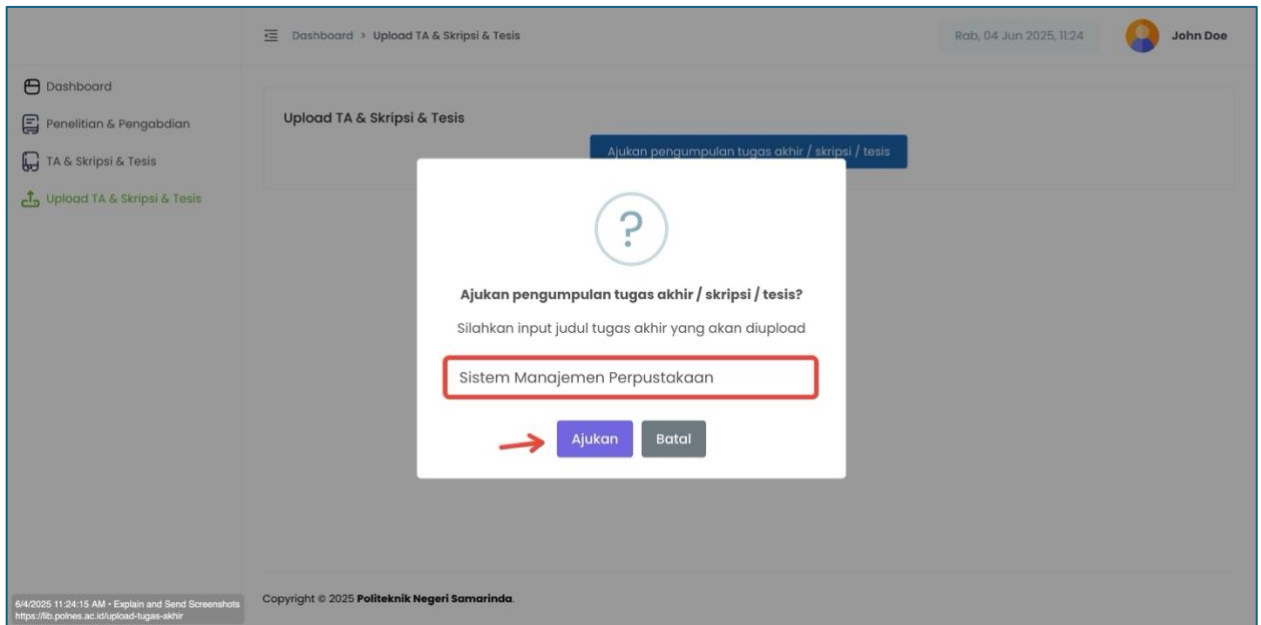 Dashboard > Upload TA & Skripsi & Tesis
Rab, 04 Jun 2025, 11:24
John Doe
Dashboard
Penelitian & Pengabdian
TA & Skripsi & Tesis
Upload TA & Skripsi & Tesis
Upload TA & Skripsi & Tesis
Ajukan pengumpulan tugas akhir / skripsi / tesis
?
Ajukan pengumpulan tugas akhir / skripsi / tesis?
Silahkan input judul tugas akhir yang akan diupload
Sistem Manajemen Perpustakaan
Ajukan
Batal
Copyright © 2025 Politeknik Negeri Samarinda.
6/4/2025 11:24:15 AM • Explain and Send Screenshots
https://lib.polnes.ac.id/upload-tugas-akhir